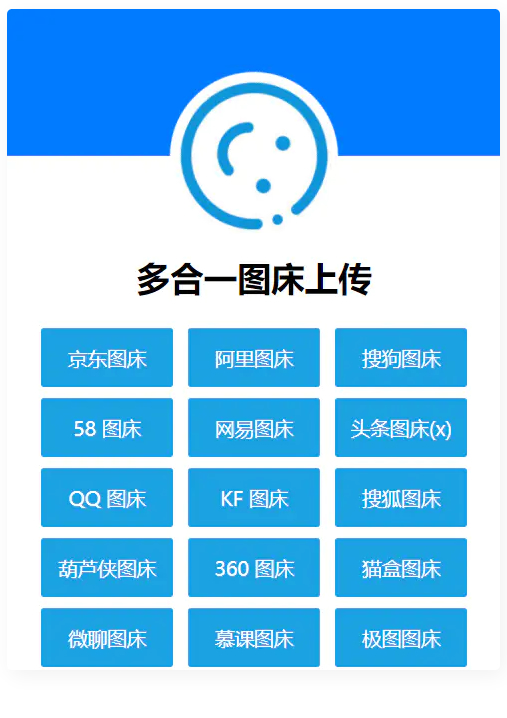 多合一图床上传
京东图床 阿里图床 搜狗图床
58 图床 网易图床 头条图床(x)
QQ 图床 KF 图床 搜狐图床
葫芦侠图床 360 图床 猫盒图床
微聊图床 慕课图床 极图图床